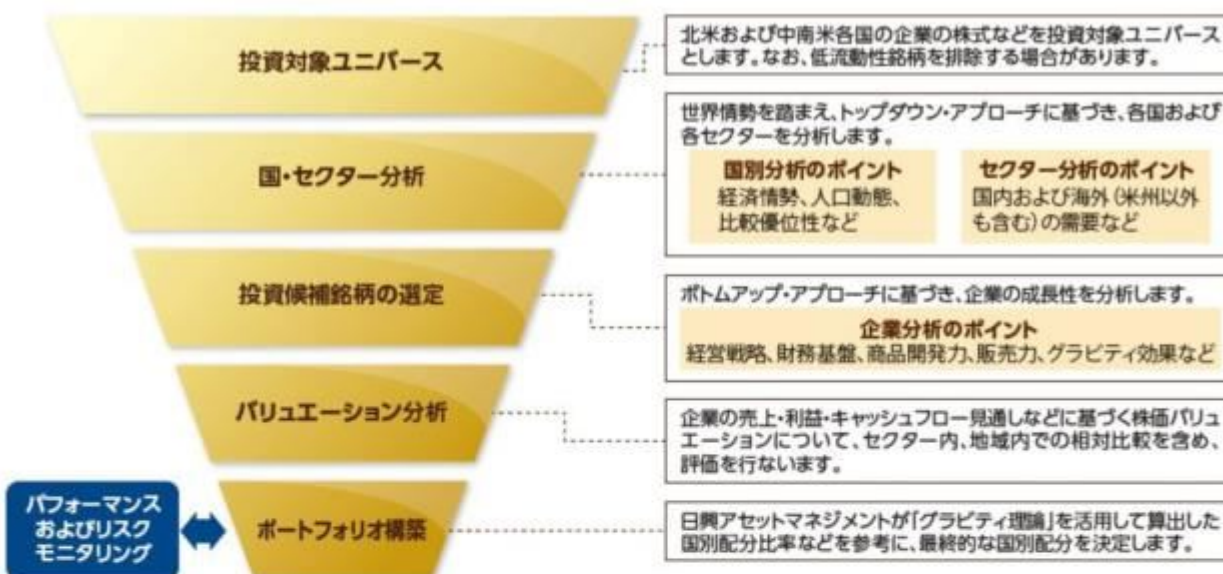 投資対象ユニバース
北米および中南米各国の企業の株式などを投資対象ユニバース
とします。なお、低流動性銘柄を排除する場合があります。
国・セクター分析
世界情勢を踏まえ、トップダウン・アプローチに基づき、各国および
各セクターを分析します。
国別分析のポイント
経済情勢、人口動態、
比較優位性など
セクター分析のポイント
国内および海外（米州以外
も含む）の需要など
投資候補銘柄の選定
ボトムアップ・アプローチに基づき、企業の成長性を分析します。
企業分析のポイント
経営戦略、財務基盤、商品開発力、販売力、グラビティ効果など
バリュエーション分析
企業の売上・利益・キャッシュフロー見通しなどに基づく株価バリュ
エーションについて、セクター内、地域内での相対比較を含め、
評価を行ないます。
パフォーマンス
およびリスク
モニタリング
ポートフォリオ構築
日興アセットマネジメントが「グラビティ理論」を活用して算出した
国別配分比率などを参考に、最終的な国別配分を決定します。